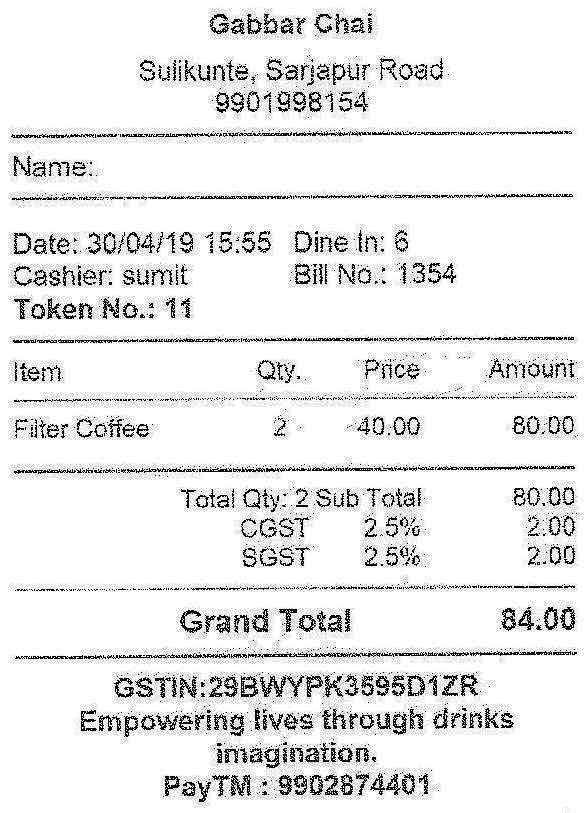 Gabbar Chai
Sulikunte, Sarjapur Road
9901998154
Name:
Date: 30/04/19 15:55 Dine In: 6
Cashier: sumit Bill No.: 1354
Token No.: 11
Item Qty. Price Amount
Filter Coffee 2 40.00 80.00
Total Qty: 2 Sub Total 80.00
CGST 2.5% 2.00
SGST 2.5% 2.00
Grand Total 84.00
GSTIN:29BWYPK3595D1ZR
Empowering lives through drinks
imagination.
PayTM : 9902874401